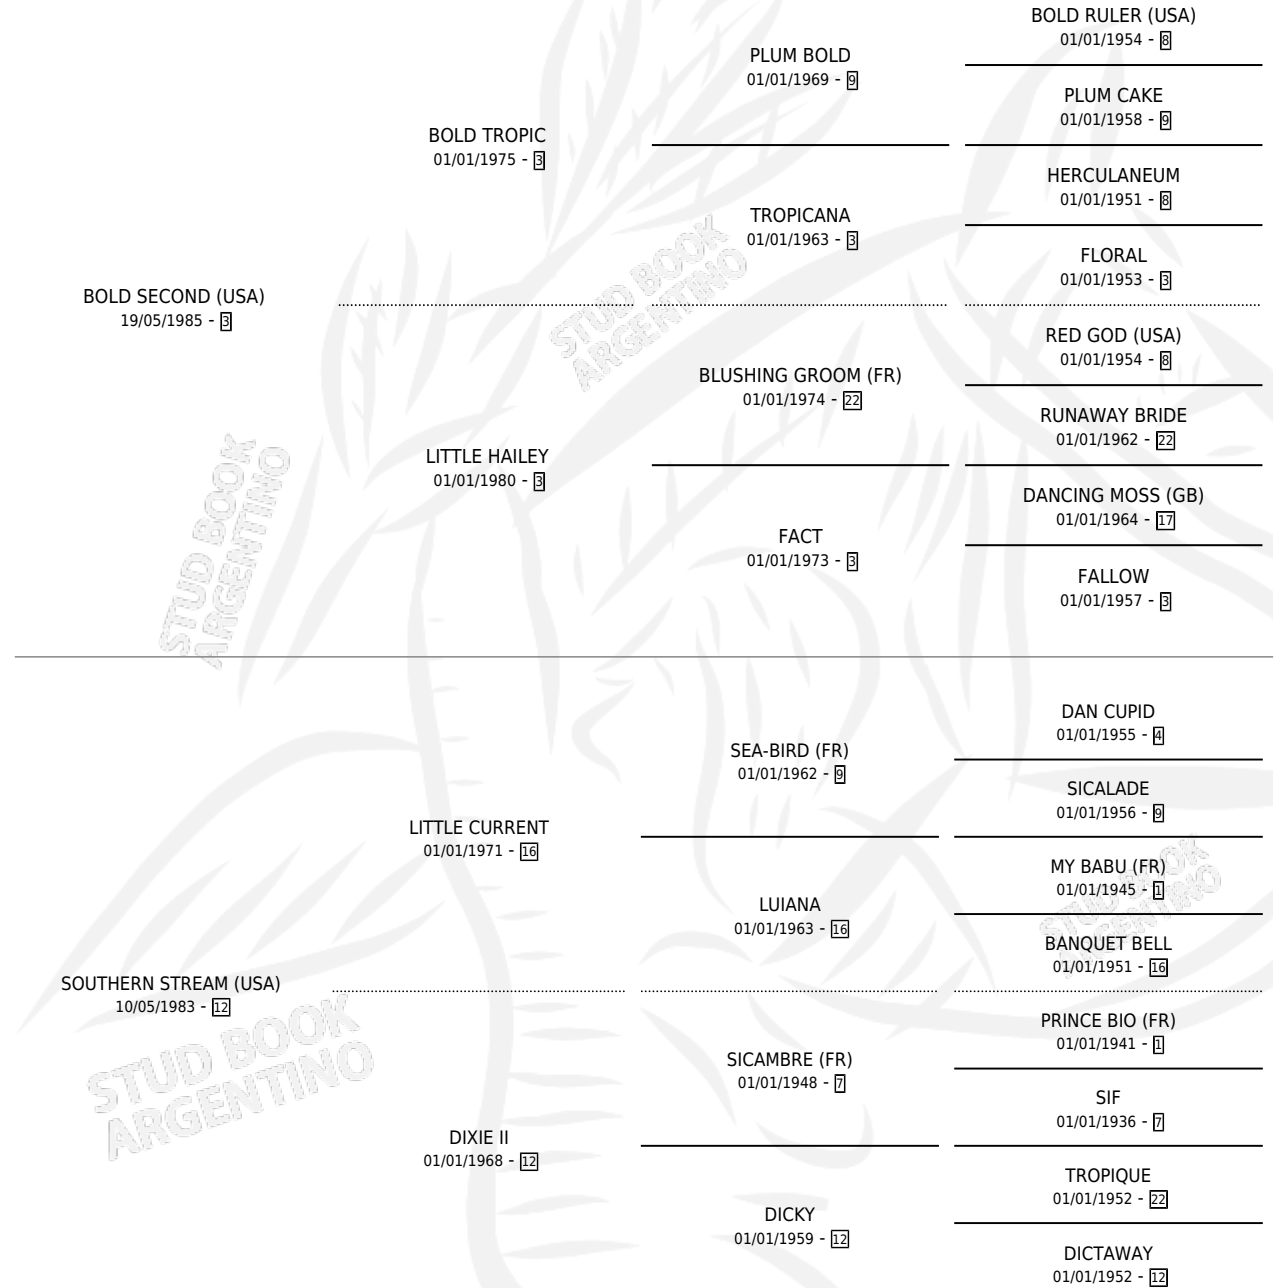 BOLD RULER (USA)
01/01/1954 - 8
PLUM BOLD
01/01/1969 - 9
PLUM CAKE
01/01/1958 - 9
BOLD TROPIC
01/01/1975 - 3
HERCULANEUM
01/01/1951 - 8
TROPICANA
01/01/1963 - 3
FLORAL
01/01/1953 - 3
BOLD SECOND (USA)
19/05/1985 - 3
RED GOD (USA)
01/01/1954 - 8
BLUSHING GROOM (FR)
01/01/1974 - 22
RUNAWAY BRIDE
01/01/1962 - 22
LITTLE HAILEY
01/01/1980 - 3
DANCING MOSS (GB)
01/01/1964 - 17
FACT
01/01/1973 - 3
FALLOW
01/01/1957 - 3
STUD BOOK
ARGENTINO
STUD BOOK
ARGENTINO
DAN CUPID
01/01/1955 - 4
SEA-BIRD (FR)
01/01/1962 - 9
SICALADE
01/01/1956 - 9
LITTLE CURRENT
01/01/1971 - 16
MY BABU (FR)
01/01/1945 - 1
LUIANA
01/01/1963 - 16
BANQUET BELL
01/01/1951 - 16
STUD BOOK
ARGENTINO
SOUTHERN STREAM (USA)
10/05/1983 - 12
PRINCE BIO (FR)
01/01/1941 - 1
SICAMBRE (FR)
01/01/1948 - 7
SIF
01/01/1936 - 7
STUD BOOK
ARGENTINO
DIXIE II
01/01/1968 - 12
TROPIQUE
01/01/1952 - 22
DICKY
01/01/1959 - 12
DICTAWAY
01/01/1952 - 12